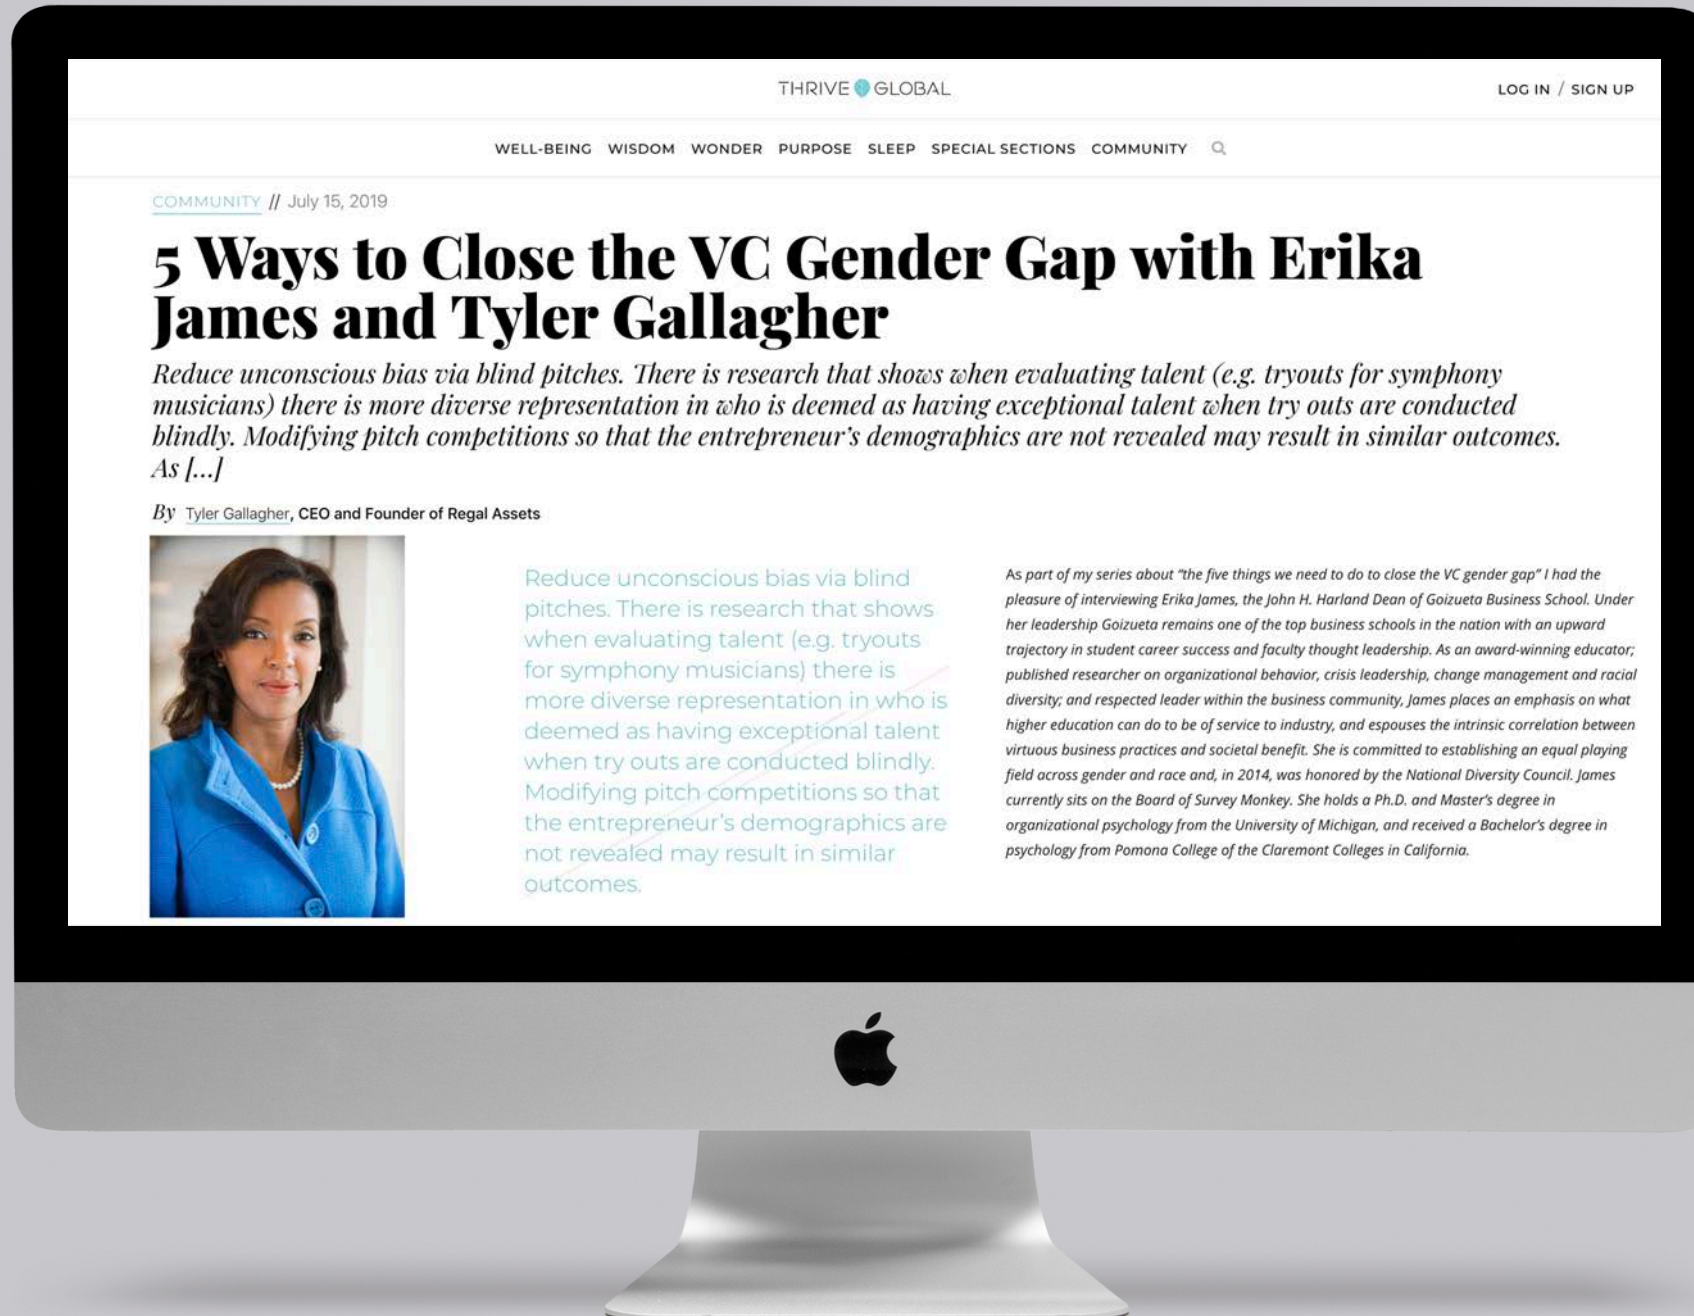 THRIVE GLOBAL
LOG IN / SIGN UP
WELL-BEING WISDOM WONDER PURPOSE SLEEP SPECIAL SECTIONS COMMUNITY
COMMUNITY // July 15, 2019
5 Ways to Close the VC Gender Gap with Erika
James and Tyler Gallagher
Reduce unconscious bias via blind pitches. There is research that shows when evaluating talent (e.g. tryouts for symphony
musicians) there is more diverse representation in who is deemed as having exceptional talent when try outs are conducted
blindly. Modifying pitch competitions so that the entrepreneur’s demographics are not revealed may result in similar outcomes.
As [...]
By Tyler Gallagher, CEO and Founder of Regal Assets
Reduce unconscious bias via blind
pitches. There is research that shows
when evaluating talent (e.g. tryouts
for symphony musicians) there is
more diverse representation in who is
deemed as having exceptional talent
when try outs are conducted blindly.
Modifying pitch competitions so that
the entrepreneur’s demographics are
not revealed may result in similar
outcomes.
As part of my series about “the five things we need to do to close the VC gender gap” I had the
pleasure of interviewing Erika James, the John H. Harland Dean of Goizueta Business School. Under
her leadership Goizueta remains one of the top business schools in the nation with an upward
trajectory in student career success and faculty thought leadership. As an award-winning educator;
published researcher on organizational behavior, crisis leadership, change management and racial
diversity; and respected leader within the business community, James places an emphasis on what
higher education can do to be of service to industry, and espouses the intrinsic correlation between
virtuous business practices and societal benefit. She is committed to establishing an equal playing
field across gender and race and, in 2014, was honored by the National Diversity Council. James
currently sits on the Board of Survey Monkey. She holds a Ph.D. and Master’s degree in
organizational psychology from the University of Michigan, and received a Bachelor’s degree in
psychology from Pomona College of the Claremont Colleges in California.